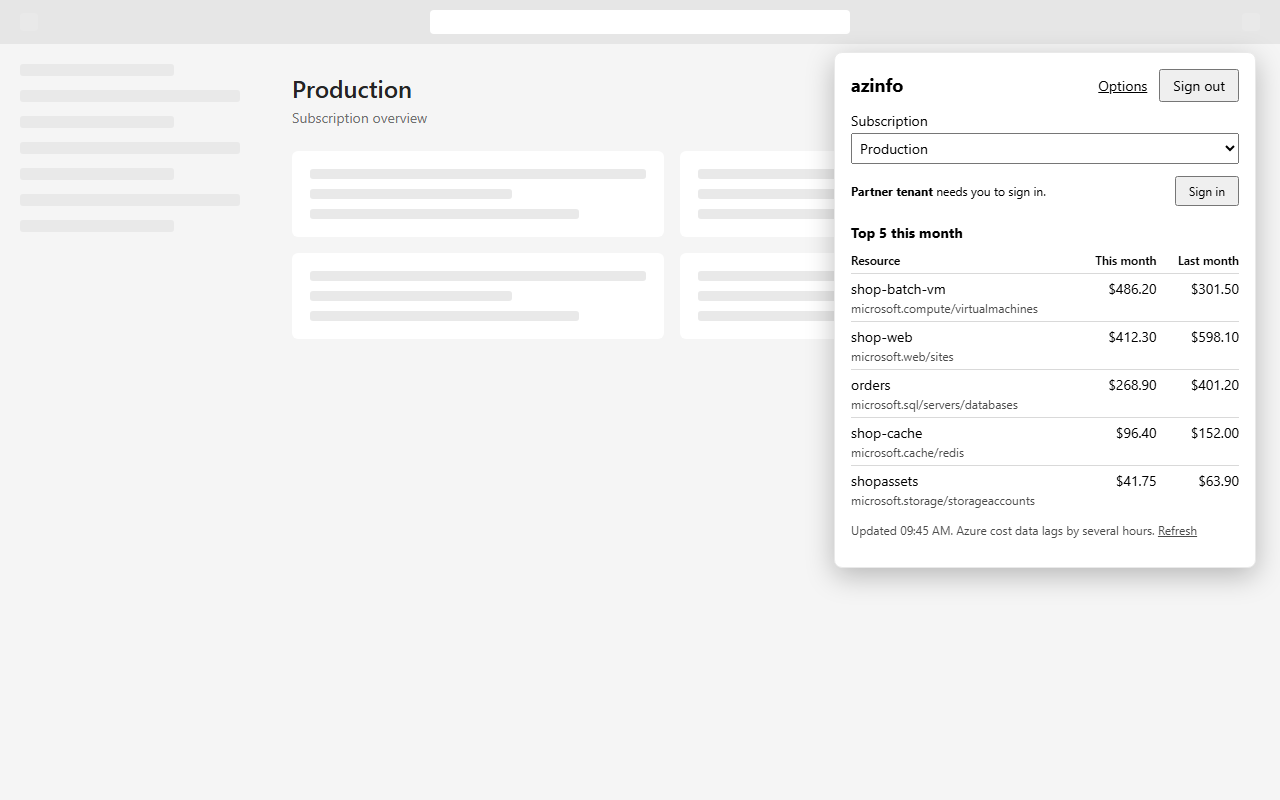 Production
Subscription overview
azinfo
Options
Sign out
Subscription
Production
Partner tenant needs you to sign in.
Sign in
Top 5 this month
Resource This month Last month
shop-batch-vm $486.20 $301.50
microsoft.compute/virtualmachines
shop-web $412.30 $598.10
microsoft.web/sites
orders $268.90 $401.20
microsoft.sql/servers/databases
shop-cache $96.40 $152.00
microsoft.cache/redis
shopassets $41.75 $63.90
microsoft.storage/storageaccounts
Updated 09:45 AM. Azure cost data lags by several hours. Refresh